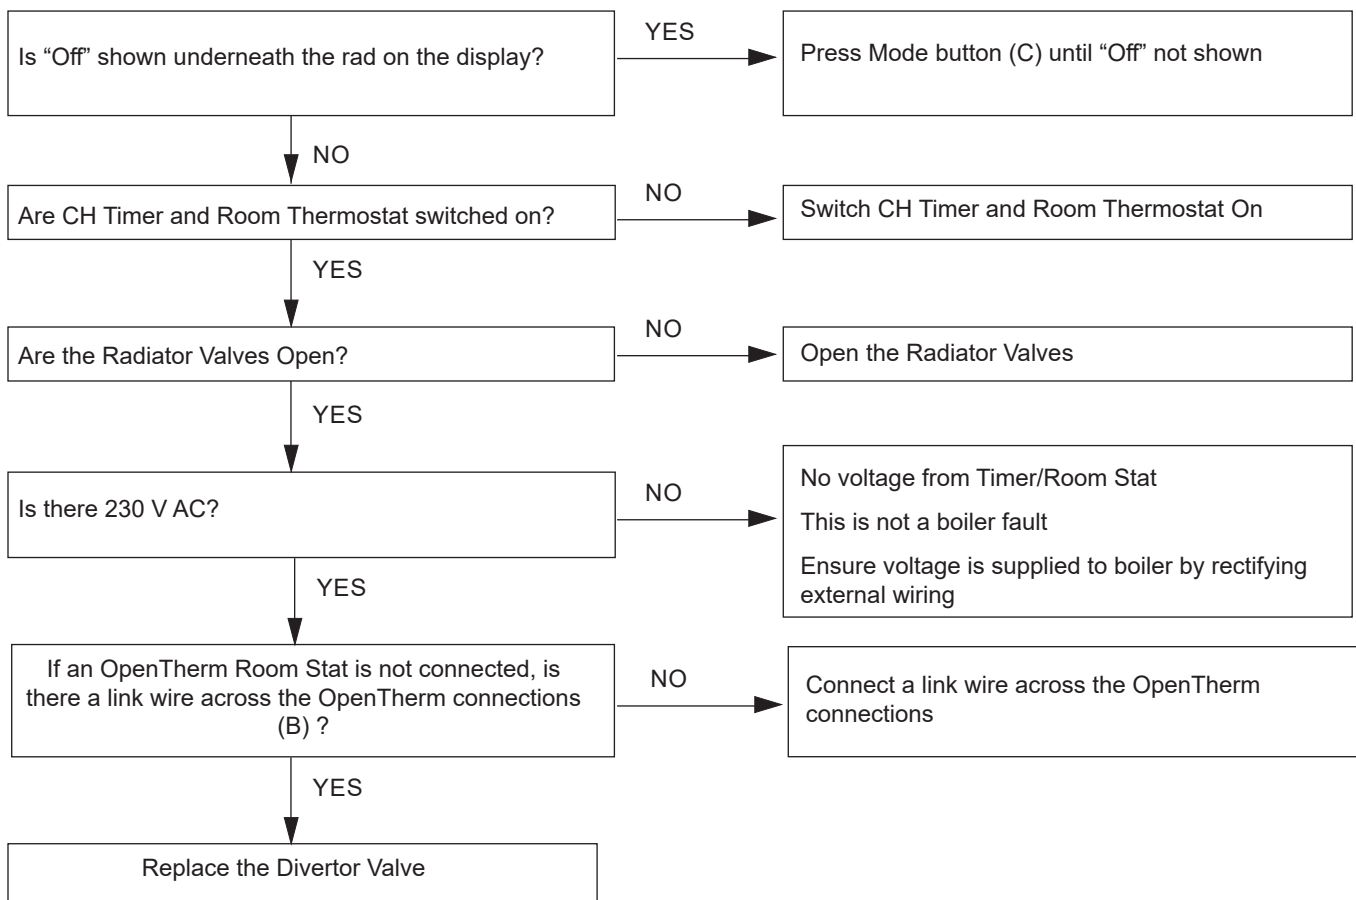 Is “Off” shown underneath the rad on the display?
YES
Press Mode button (C) until “Off” not shown
NO
Are CH Timer and Room Thermostat switched on?
NO
Switch CH Timer and Room Thermostat On
YES
Are the Radiator Valves Open?
NO
Open the Radiator Valves
YES
Is there 230 V AC?
NO
No voltage from Timer/Room Stat
This is not a boiler fault
Ensure voltage is supplied to boiler by rectifying
external wiring
YES
If an OpenTherm Room Stat is not connected, is
there a link wire across the OpenTherm connections
(B) ?
NO
Connect a link wire across the OpenTherm
connections
YES
Replace the Divertor Valve